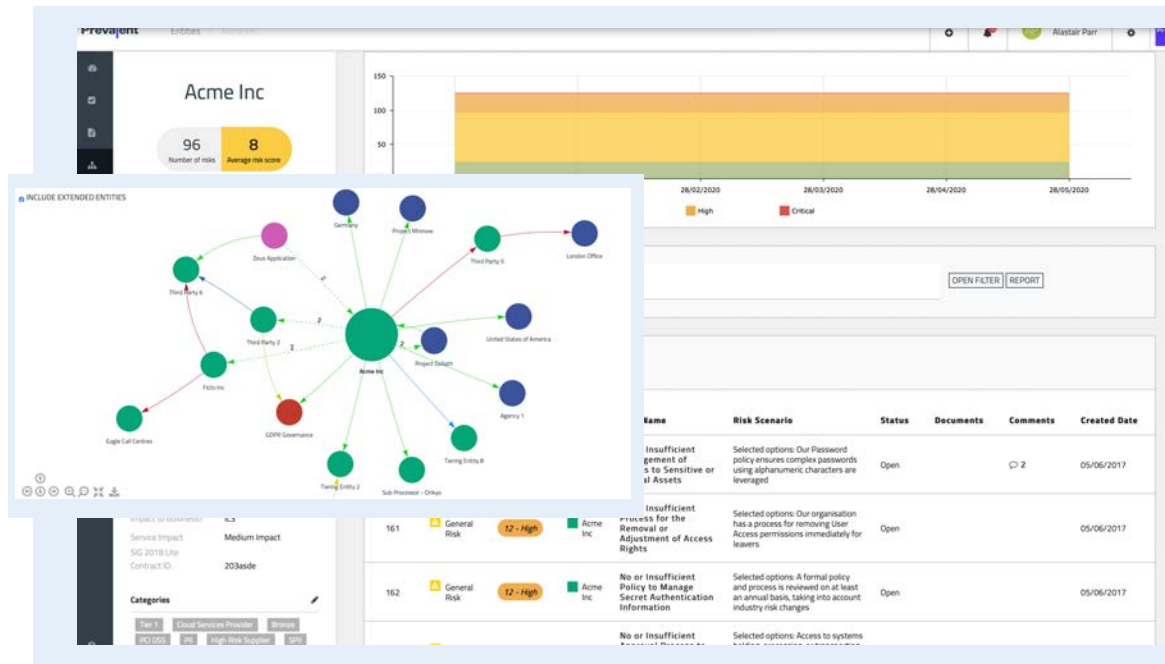 Prevalent
Entities
Acme Inc
Alastair Parr
Acme Inc
96
Number of risks
8
Average risk score
150
100
50
28/02/2020
28/03/2020
28/04/2020
28/05/2020
High
Critical
INCLUDE EXTENDED ENTITIES
Germany
Project Minnow
Zeus Application
Third Party 5
London Office
Third Party 6
2
2
Third Party 2
2
United States of America
Project Goliath
Acme Inc
Ficto Inc
Agency 1
GDPR Governance
Eagle Call Centres
Tiering Entity 8
Tiering Entity 2
Sub Processor - Onkyo
OPEN FILTER
REPORT
Name
Risk Scenario
Status
Documents
Comments
Created Date
Insufficient
gement of
s to Sensitive or
al Assets
Selected options: Our Password
policy ensures complex passwords
using alphanumeric characters are
leveraged
Open
2
05/06/2017
161
General
Risk
12 - High
Acme
Inc
Insufficient
Process for the
Removal or
Adjustment of Access
Rights
Selected options: Our organisation
has a process for removing User
Access permissions immediately for
leavers
Open
05/06/2017
162
General
Risk
12 - High
Acme
Inc
No or Insufficient
Policy to Manage
Secret Authentication
Information
Selected options: A formal policy
and process is reviewed on at least
an annual basis, taking into account
industry risk changes
Open
05/06/2017
No or Insufficient
Approval Process to
Selected options: Access to systems
Impact to business?
Service Impact
Medium Impact
SIG 2018 Lite
Contract ID
203asde
Categories
Tier 1
Cloud Services Provider
Bronze
PCI DSS
PII
High Risk Supplier
SPII